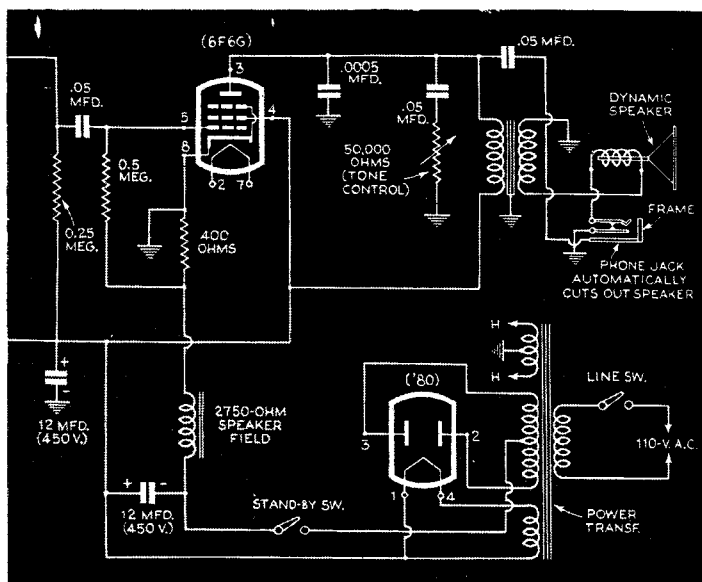 (6F6G)
3
.05 MFD.
.0005
MFD.
.05
MFD.
.05
MFD.
DYNAMIC
SPEAKER
5
4
8
2
7
50,000
OHMS
(TONE
CONTROL)
0.5
MEG.
0.25
MEG.
400
OHMS
FRAME
PHONE JACK
AUTOMATICALLY
CUTS OUT SPEAKER
H
H
+
-
12 MFD.
(450 V.)
2750-OHM
SPEAKER
FIELD
('80)
3
2
1
4
LINE SW.
110-V. A.C.
+
-
12 MFD.
(450 V.)
STAND-BY SW.
POWER
TRANSF.